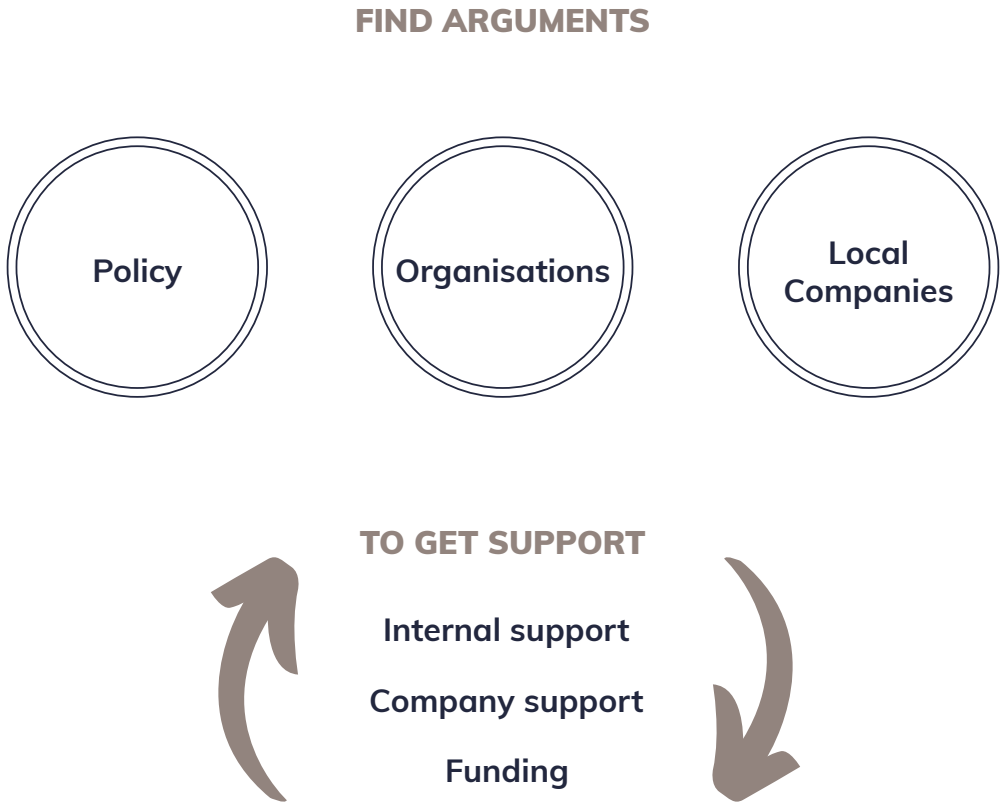 FIND ARGUMENTS
Policy
Organisations
Local
Companies
TO GET SUPPORT
Internal support
Company support
Funding